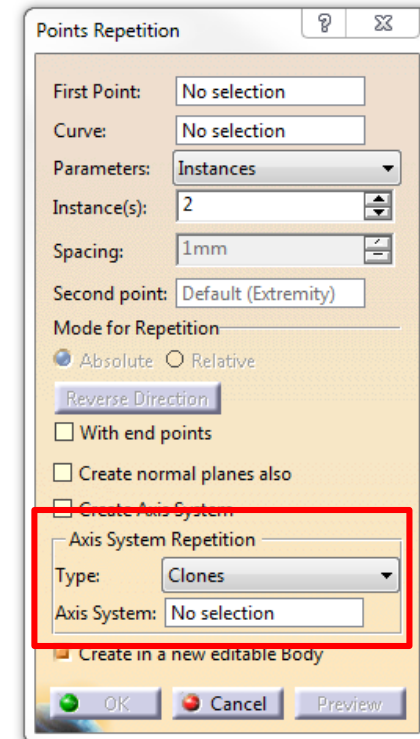 Points Repetition
First Point: No selection
Curve: No selection
Parameters: Instances
Instance(s): 2
Spacing: 1mm
Second point: Default (Extremity)
Mode for Repetition
Absolute Relative
Reverse Direction
With end points
Create normal planes also
Create Axis System
Axis System Repetition
Type: Clones
Axis System: No selection
Create in a new editable Body
OK Cancel Preview